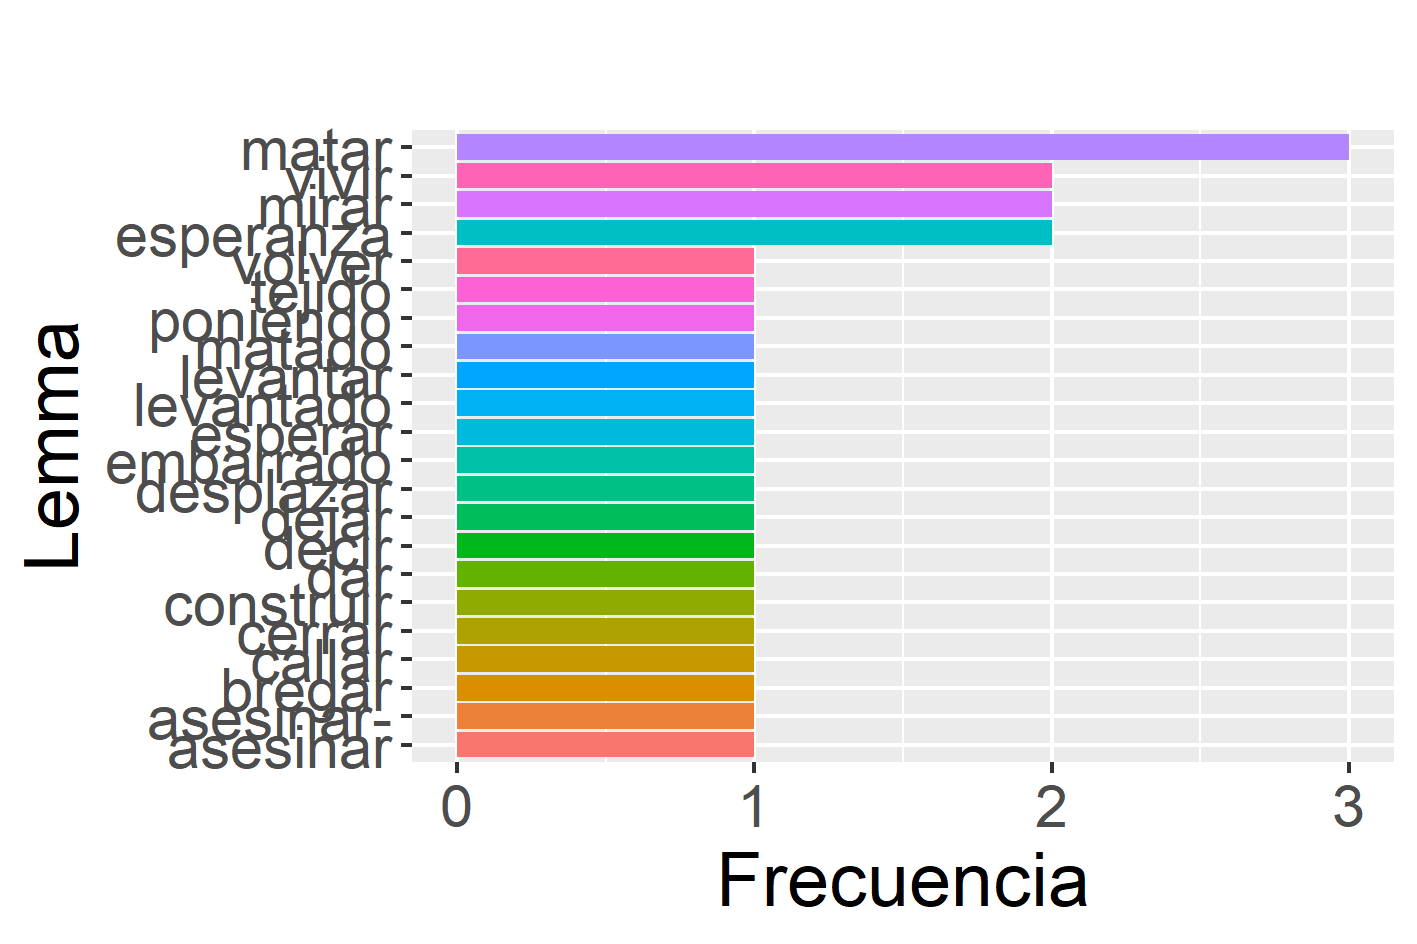 Lemma
matar
vivir
mirar
esperanza
volver
tejido
poniendo
matado
levantar
levantado
esperar
embarrado
desplazar
dejar
decir
dar
construir
cerrar
callar
bregar
asesinar-
asesinar
0 1 2 3
Frecuencia